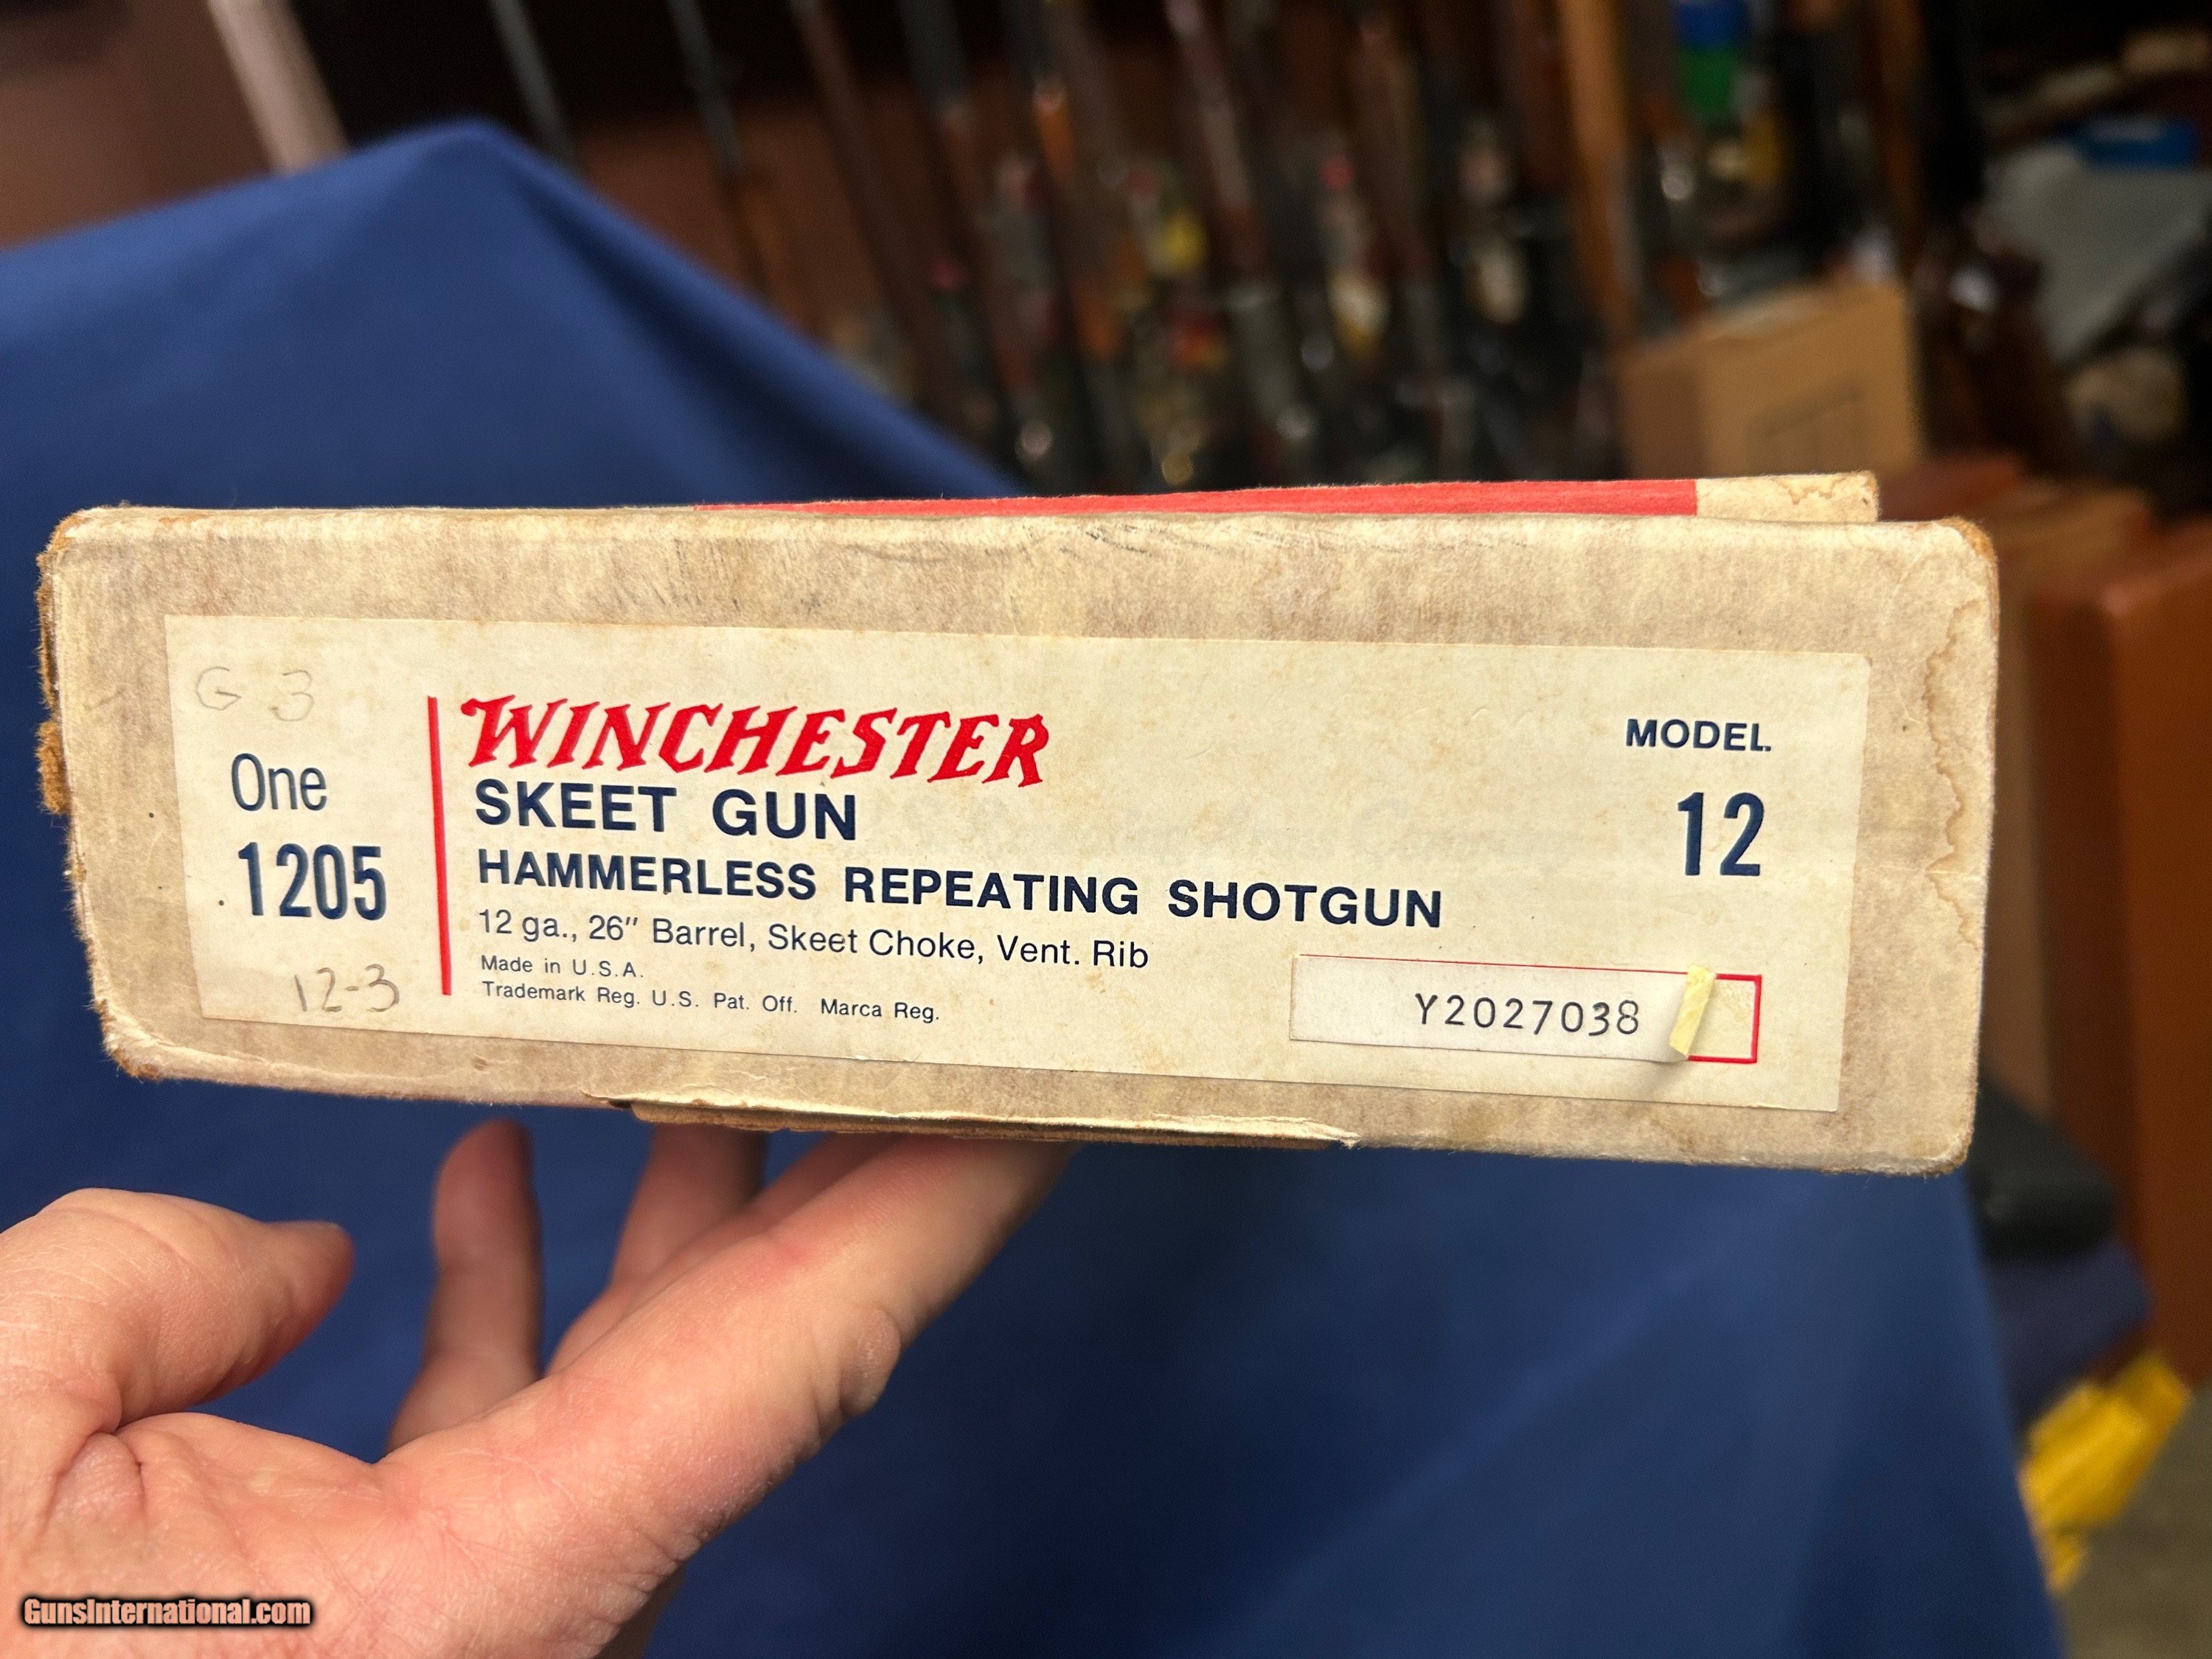 G 3
One
1205
12-3
WINCHESTER
SKEET GUN
HAMMERLESS REPEATING SHOTGUN
12 ga., 26" Barrel, Skeet Choke, Vent. Rib
Made in U.S.A.
Trademark Reg. U.S. Pat. Off. Marca Reg.
MODEL
12
Y2027038
GunsInternational.com